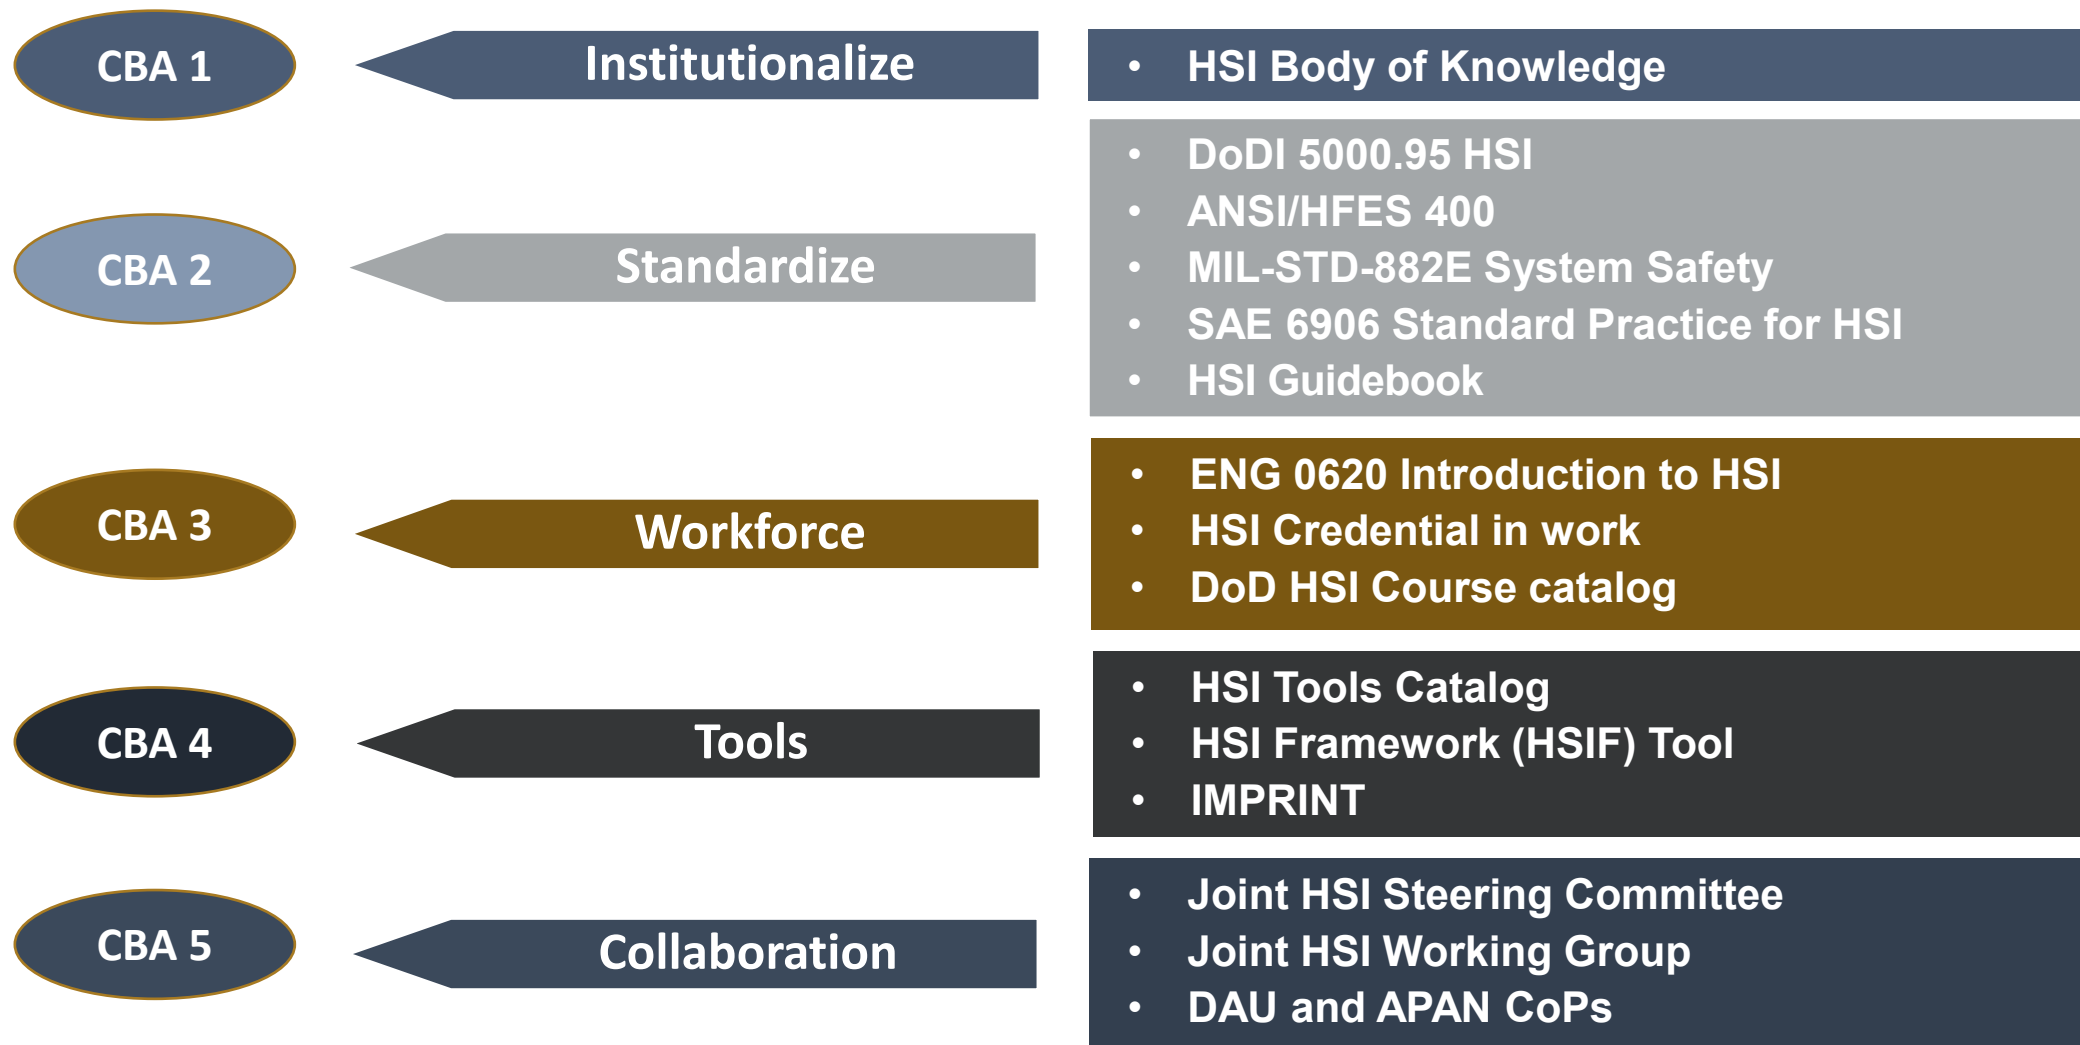 CBA 1
Institutionalize
• HSI Body of Knowledge
CBA 2
Standardize
• DoDI 5000.95 HSI
• ANSI/HFES 400
• MIL-STD-882E System Safety
• SAE 6906 Standard Practice for HSI
• HSI Guidebook
CBA 3
Workforce
• ENG 0620 Introduction to HSI
• HSI Credential in work
• DoD HSI Course catalog
CBA 4
Tools
• HSI Tools Catalog
• HSI Framework (HSIF) Tool
• IMPRINT
CBA 5
Collaboration
• Joint HSI Steering Committee
• Joint HSI Working Group
• DAU and APAN CoPs